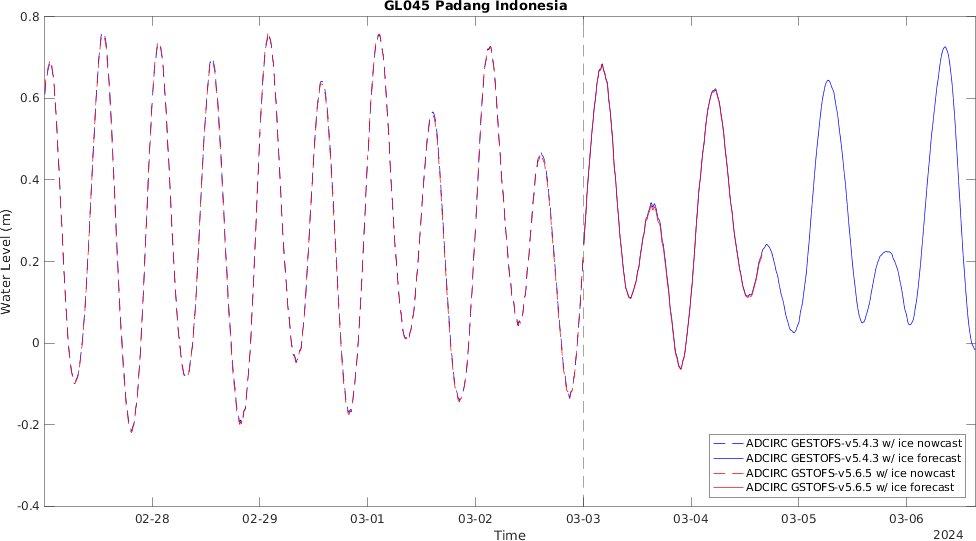 GL045 Padang Indonesia
0.8
0.6
0.4
0.2
0
-0.2
-0.4
Water Level (m)
02-28 02-29 03-01 03-02 03-03 03-04 03-05 03-06
Time
2024
ADCIRC GESTOFS-v5.4.3 w/ ice nowcast
ADCIRC GESTOFS-v5.4.3 w/ ice forecast
ADCIRC GSTOFS-v5.6.5 w/ ice nowcast
ADCIRC GSTOFS-v5.6.5 w/ ice forecast